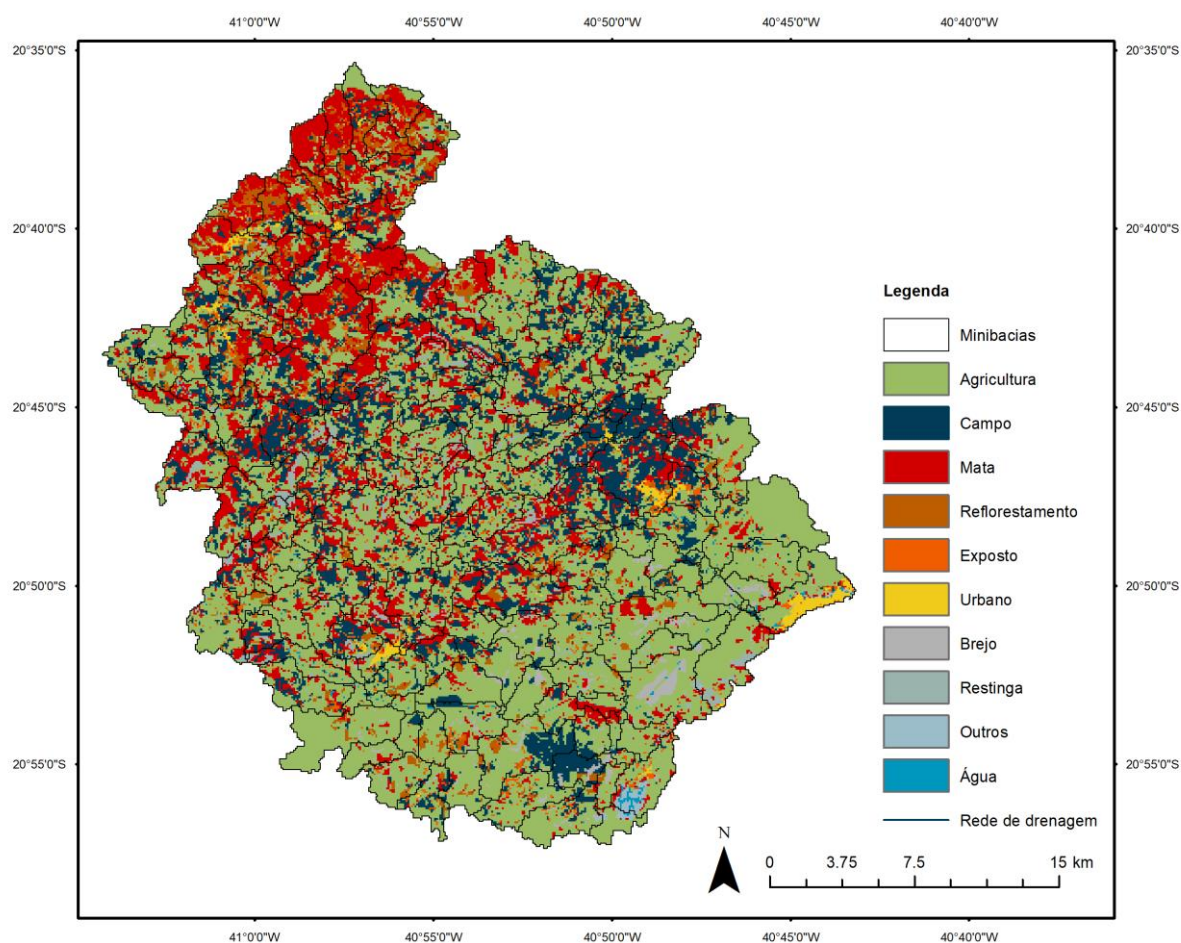 41°0'0"W 40°55'0"W 40°50'0"W 40°45'0"W 40°40'0"W
20°35'0"S 20°35'0"S
20°40'0"S 20°40'0"S
Legenda
Minibacias
Agricultura
20°45'0"S 20°45'0"S
Campo
Mata
Reflorestamento
Exposto
20°50'0"S 20°50'0"S
Urbano
Brejo
Restinga
Outros
20°55'0"S 20°55'0"S
Água
Rede de drenagem
N
0 3.75 7.5 15 km
41°0'0"W 40°55'0"W 40°50'0"W 40°45'0"W 40°40'0"W